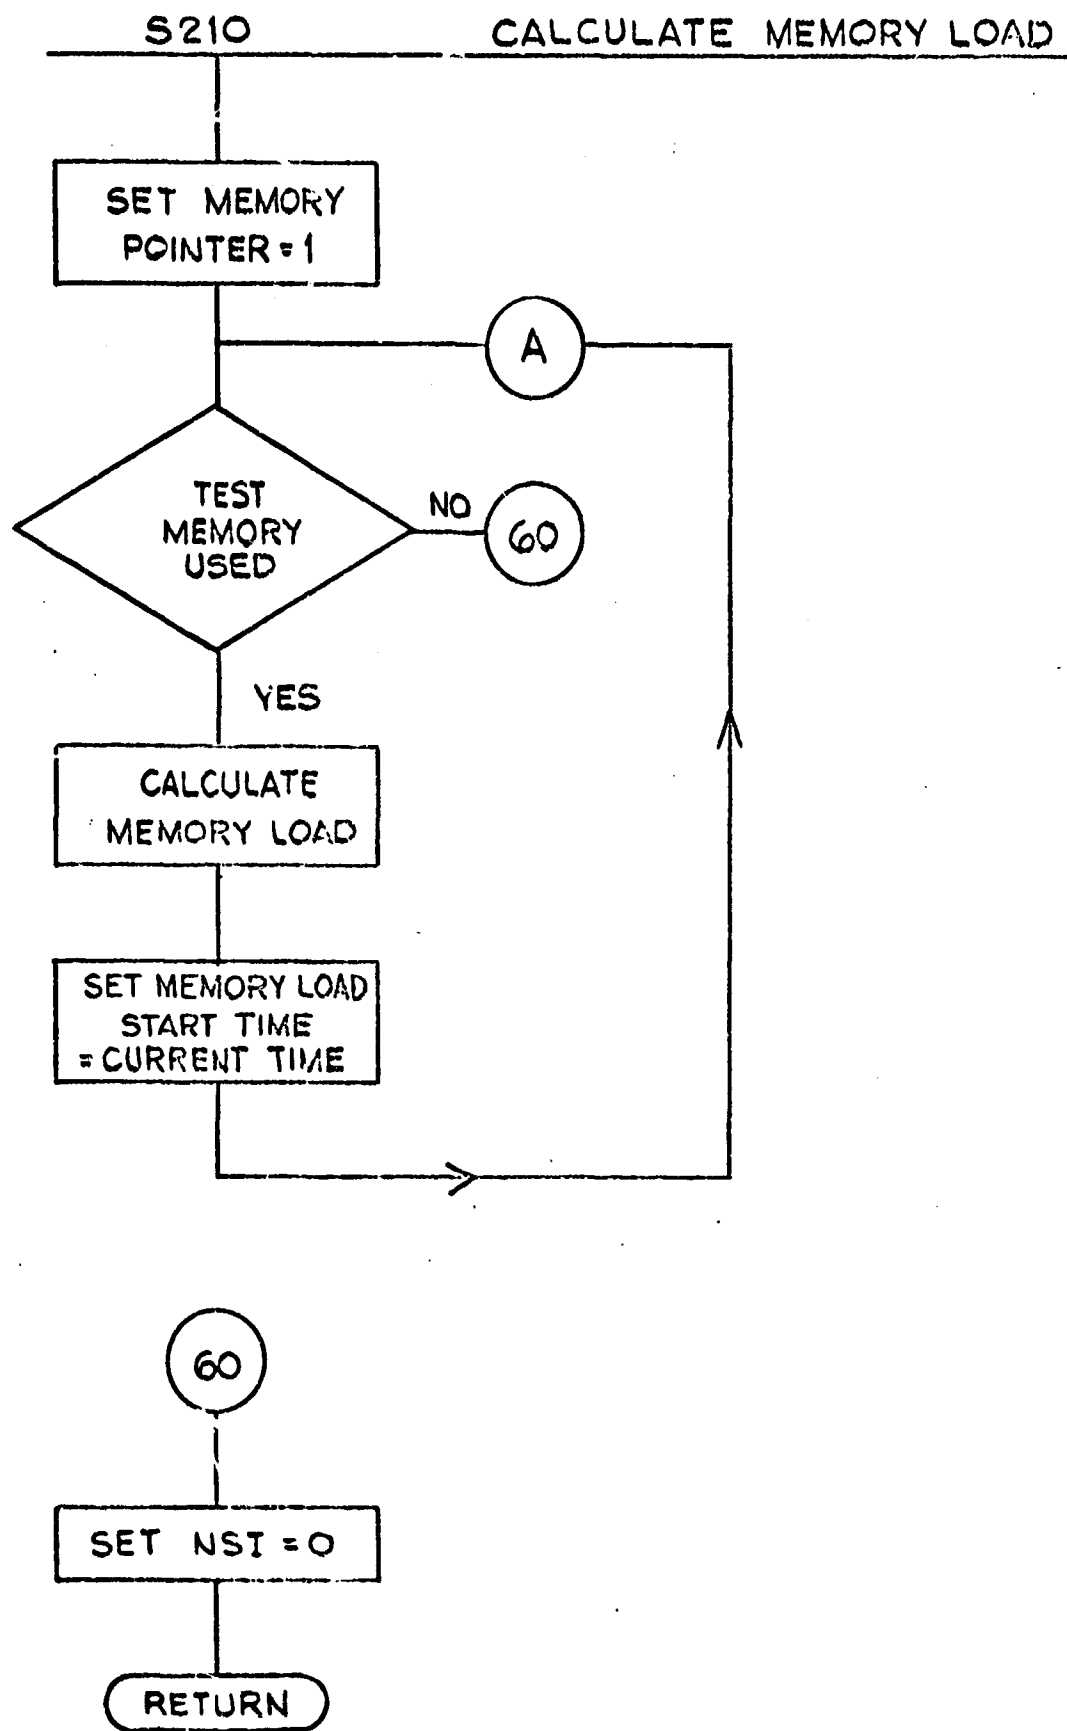 S210 CALCULATE MEMORY LOAD
SET MEMORY
POINTER = 1
A
TEST
MEMORY
USED
NO
60
YES
CALCULATE
MEMORY LOAD
SET MEMORY LOAD
START TIME
= CURRENT TIME
60
SET NSI = 0
RETURN